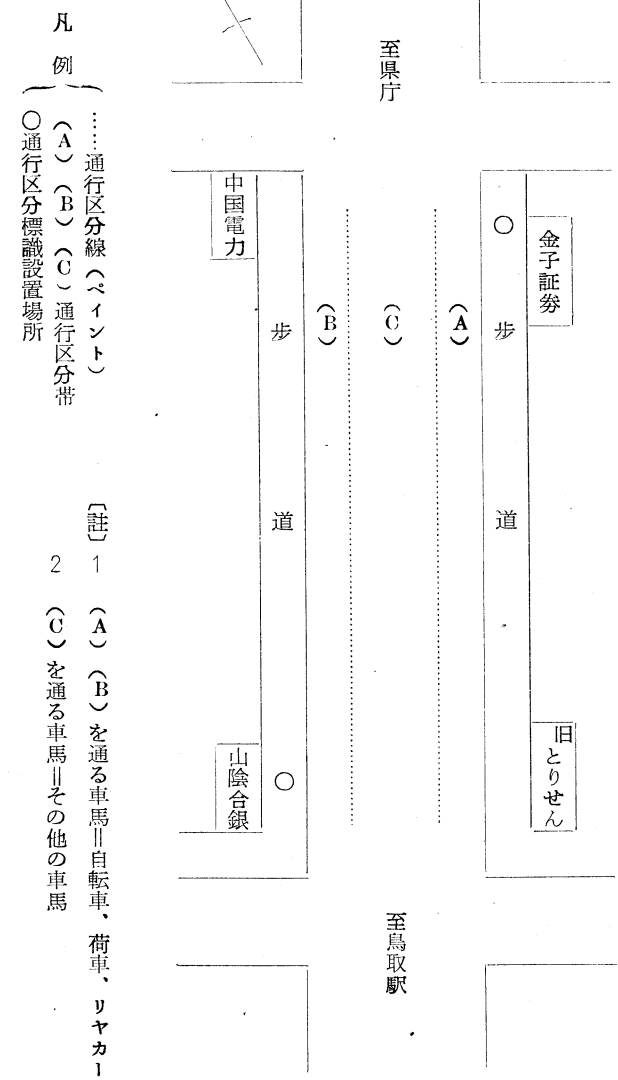 至県庁
金子証券
旧とりせん
歩道
(A)
(C)
(B)
歩道
中国電力
山陰合銀
至鳥取駅
〔註〕1 (A)(B)を通る車馬=自転車、荷車、リヤカー
2 (C)を通る車馬=その他の車馬
凡例
……通行区分線(ペイント)
(A)(B)(C)通行区分帯
○通行区分標識設置場所